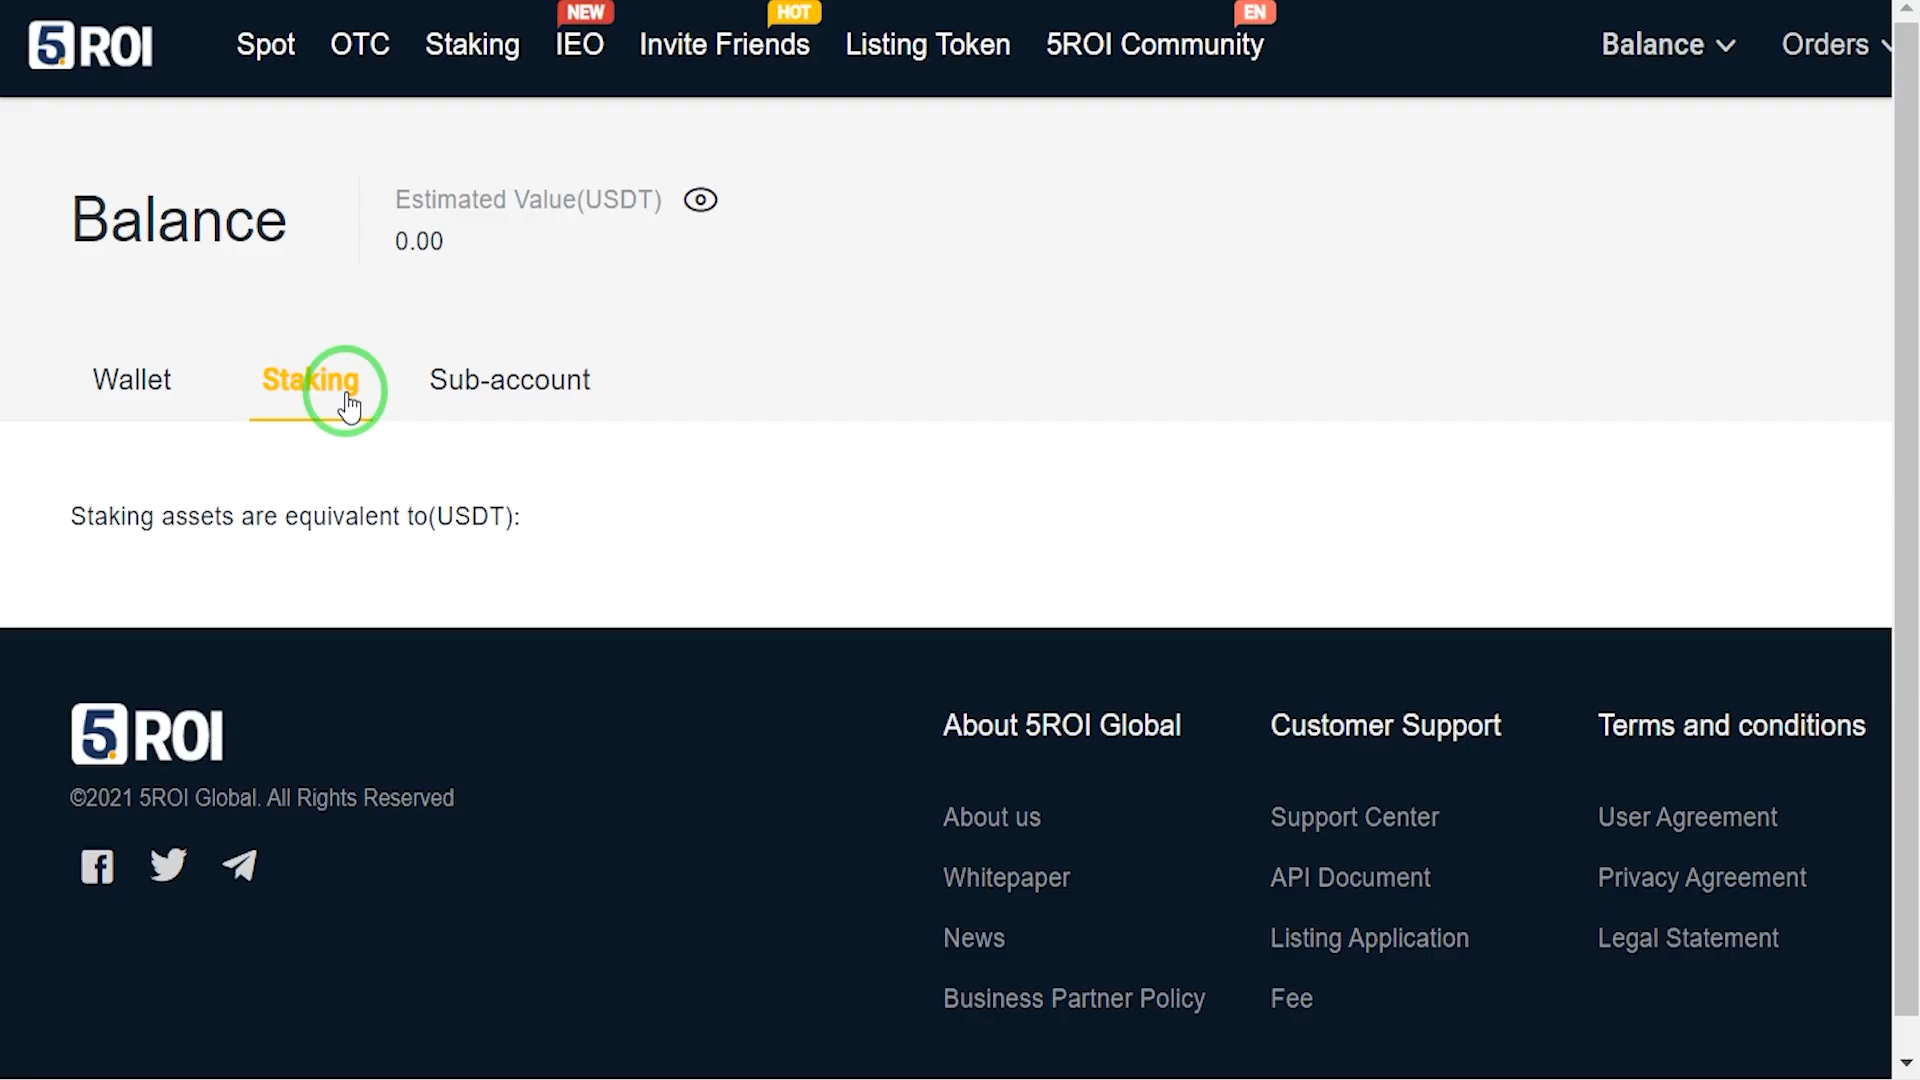 5ROI
Spot
OTC
Staking
NEW
IEO
HOT
Invite Friends
Listing Token
EN
5ROI Community
Balance
Orders
Balance
Estimated Value(USDT)
0.00
Wallet
Staking
Sub-account
Staking assets are equivalent to(USDT):
5ROI
©2021 5ROI Global. All Rights Reserved
About 5ROI Global
About us
Whitepaper
News
Business Partner Policy
Customer Support
Support Center
API Document
Listing Application
Fee
Terms and conditions
User Agreement
Privacy Agreement
Legal Statement